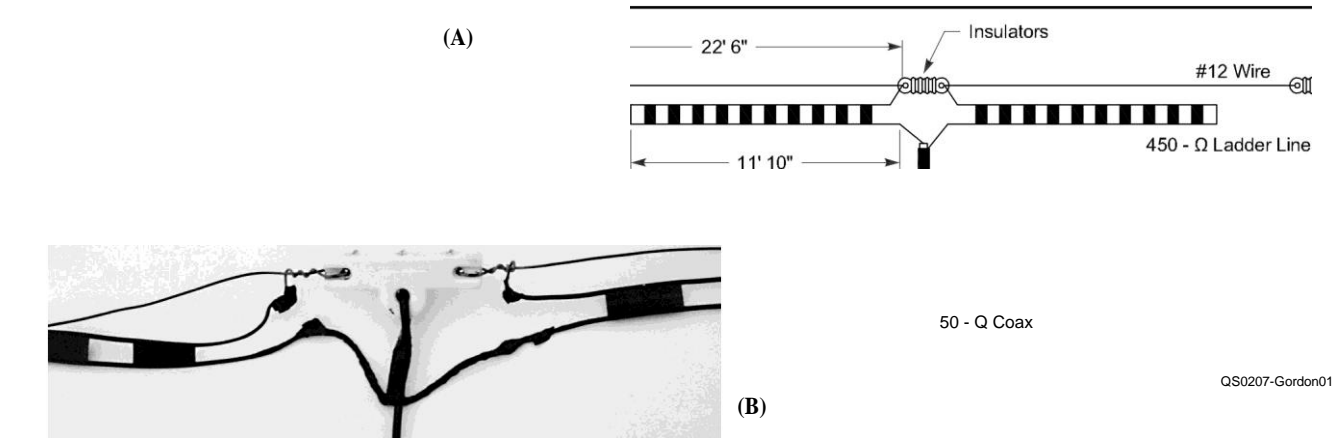 (A)
Insulators
22' 6"
#12 Wire
450 - Ω Ladder Line
11' 10"
50 - Q Coax
QS0207-Gordon01
(B)